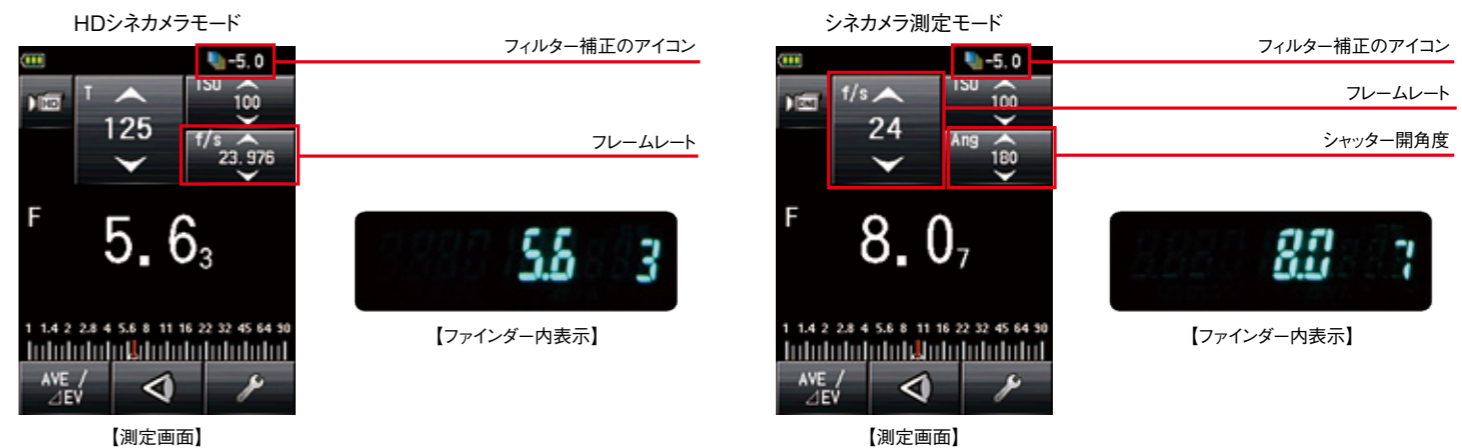 HDシネカメラモード
フィルター補正のアイコン
-5.0
HD
T
125
ISO
100
f/s
23.976
フレームレート
F
5.6₃
1 1.4 2 2.8 4 5.6 8 11 16 22 32 45 64 90
AVE/
⊿EV
【測定画面】
5.6 3
【ファインダー内表示】
シネカメラ測定モード
フィルター補正のアイコン
-5.0
f/s
24
ISO
100
フレームレート
Ang
180
シャッター開角度
F
8.0₇
1 1.4 2 2.8 4 5.6 8 11 16 22 32 45 64 90
AVE/
⊿EV
【測定画面】
8.0 7
【ファインダー内表示】